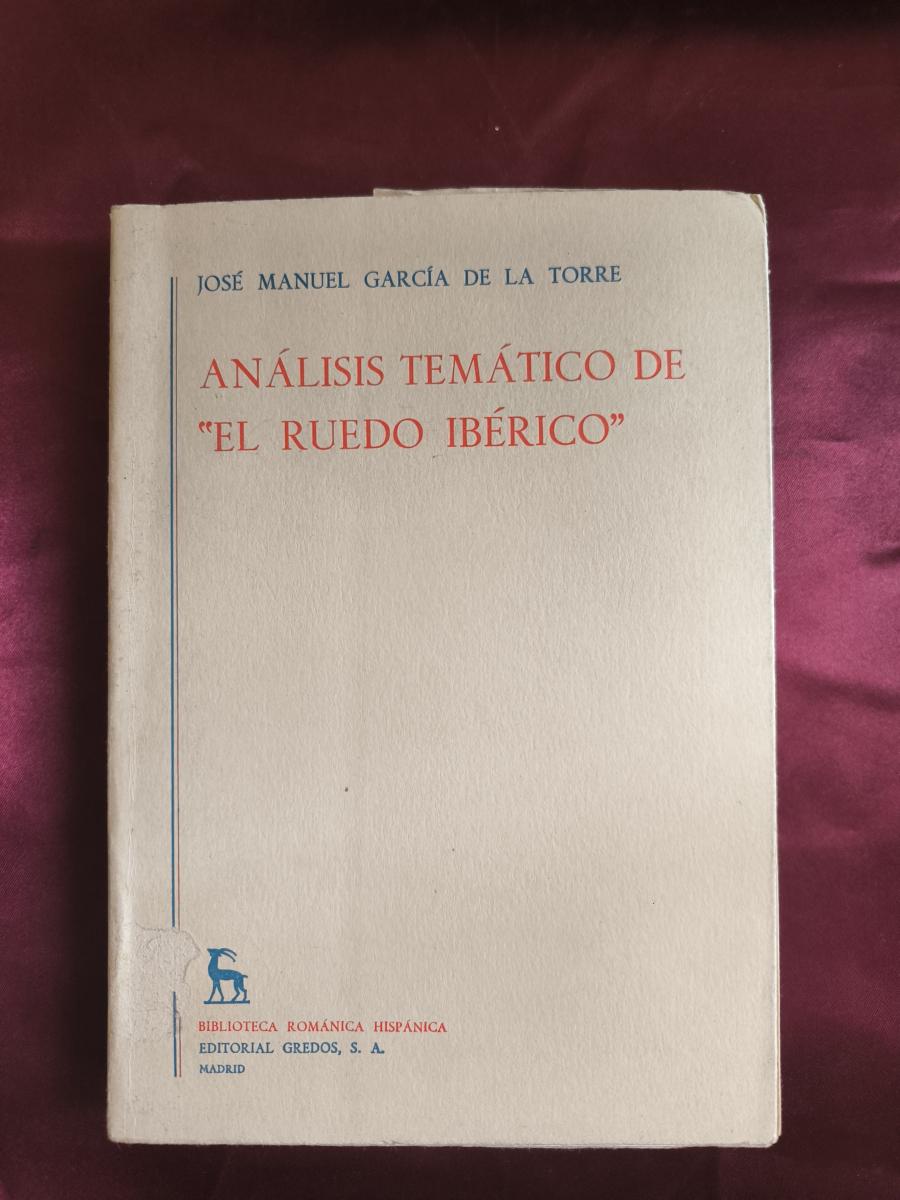 JOSÉ MANUEL GARCÍA DE LA TORRE
ANÁLISIS TEMÁTICO DE
“EL RUEDO IBÉRICO”
BIBLIOTECA ROMÁNICA HISPÁNICA
EDITORIAL GREDOS, S. A.
MADRID